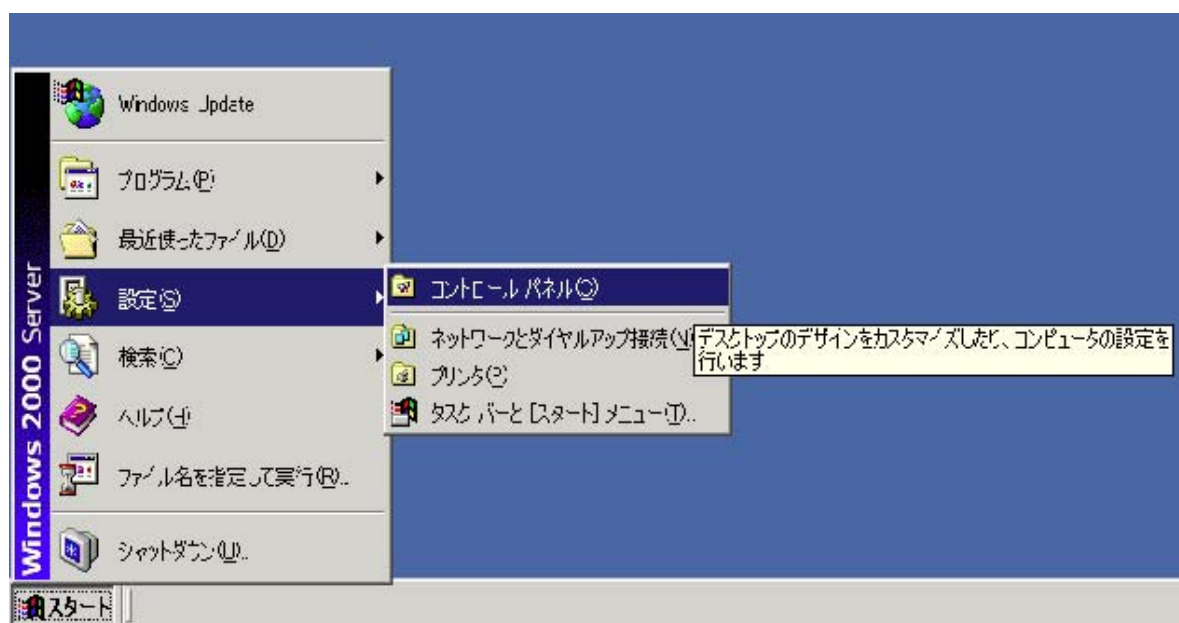 Windows Update
プログラム(P)
最近使ったファイル(D)
設定(S)
検索(C)
ヘルプ(H)
ファイル名を指定して実行(R)...
シャットダウン(U)...
Windows 2000 Server
コントロール パネル(C)
ネットワークとダイヤルアップ接続(N)
プリンタ(P)
タスク バーと [スタート] メニュー(T)...
デスクトップのデザインをカスタマイズしたり、コンピュータの設定を
行います
スタート